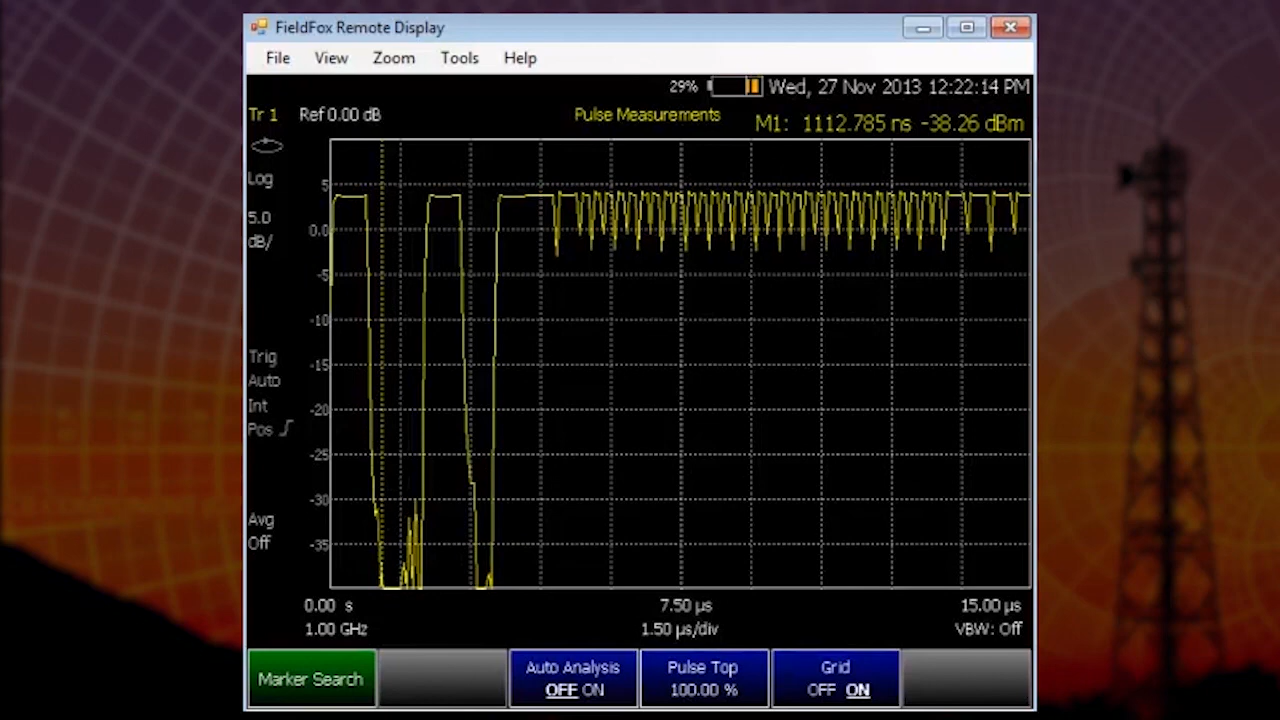 FieldFox Remote Display
File View Zoom Tools Help
29% Wed, 27 Nov 2013 12:22:14 PM
Tr 1 Ref 0.00 dB Pulse Measurements M1: 1112.785 ns -38.26 dBm
Log
5.0
dB/
5
0.0
-5
-10
-15
-20
-25
-30
-35
Trig
Auto
Int
Pos
Avg
Off
0.00 s 7.50 µs 15.00 µs
1.00 GHz 1.50 µs/div VBW: Off
Marker Search
Auto Analysis
OFF ON
Pulse Top
100.00 %
Grid
OFF ON